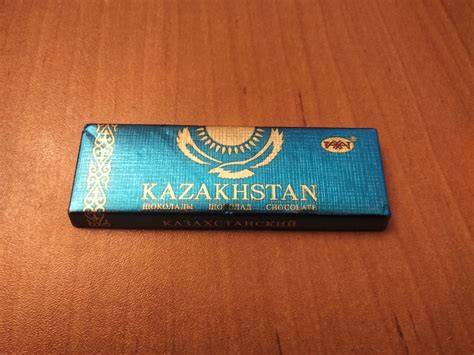 KAZAKHSTAN
ШОКОЛАДЫ ШОКОЛАД CHOCOLATE
КАЗАХСТАНСКИЙ